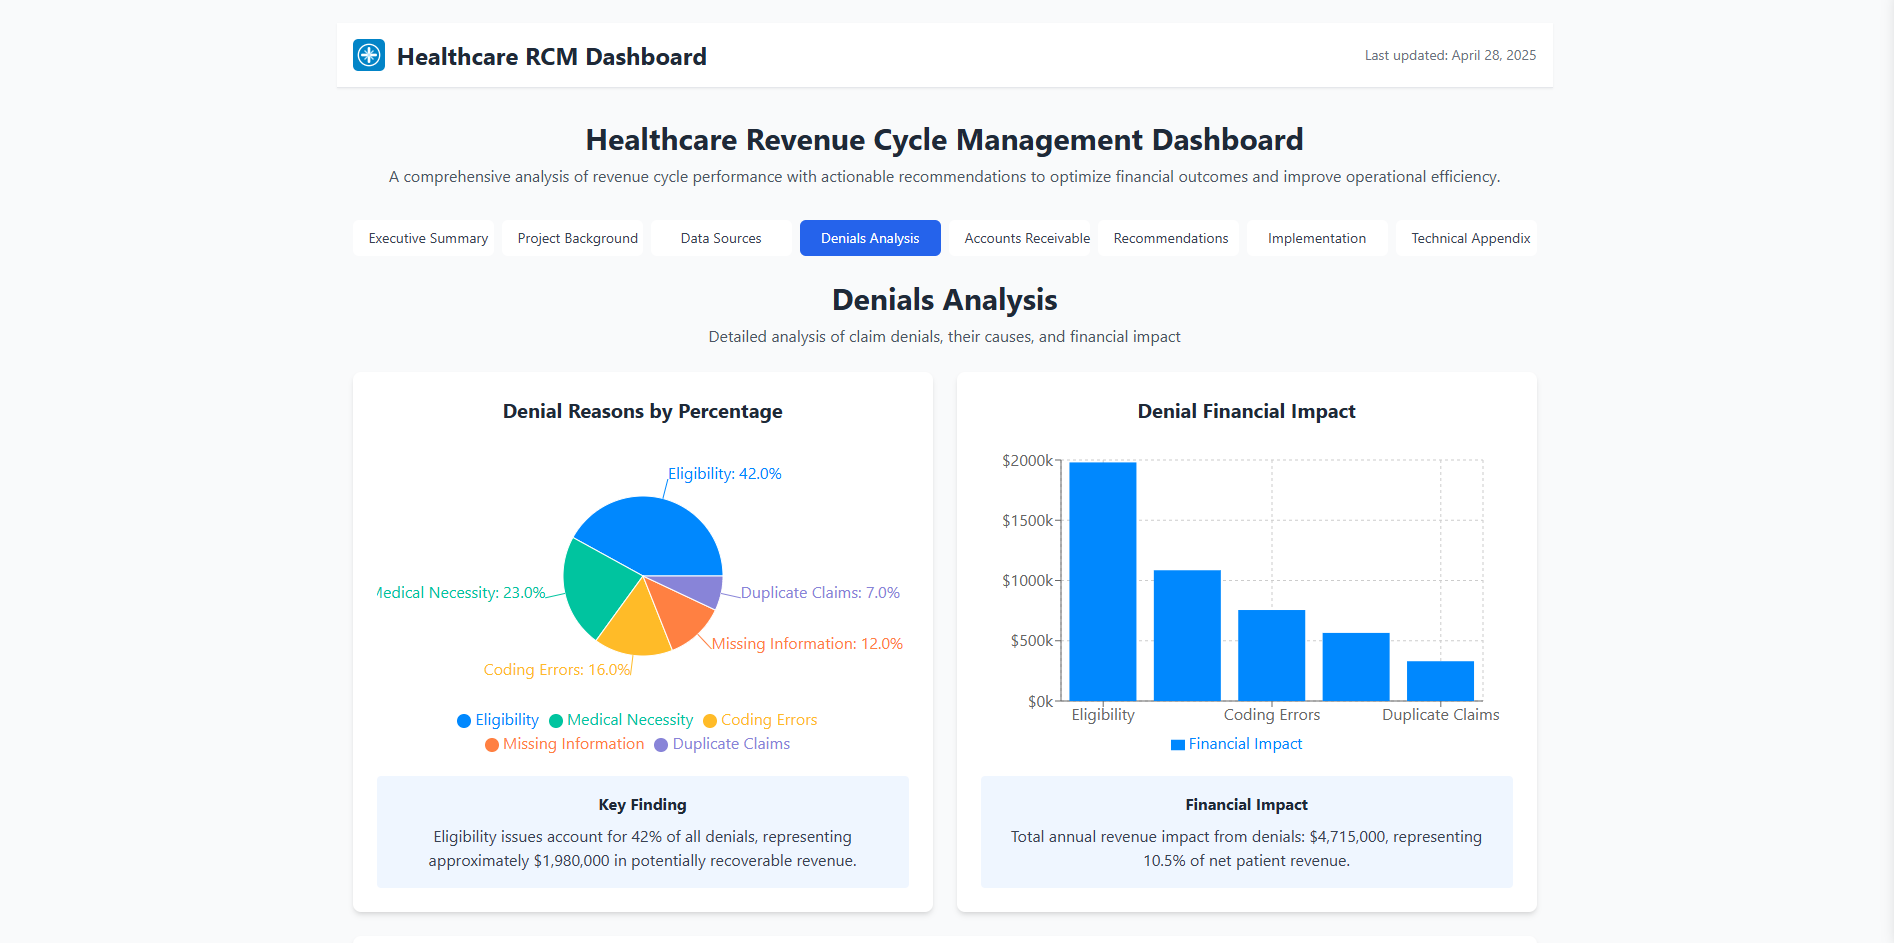 Healthcare RCM Dashboard
Last updated: April 28, 2025
Healthcare Revenue Cycle Management Dashboard
A comprehensive analysis of revenue cycle performance with actionable recommendations to optimize financial outcomes and improve operational efficiency.
Executive Summary
Project Background
Data Sources
Denials Analysis
Accounts Receivable
Recommendations
Implementation
Technical Appendix
Denials Analysis
Detailed analysis of claim denials, their causes, and financial impact
Denial Reasons by Percentage
Eligibility: 42.0%
Medical Necessity: 23.0%
Duplicate Claims: 7.0%
Missing Information: 12.0%
Coding Errors: 16.0%
Eligibility Medical Necessity Coding Errors
Missing Information Duplicate Claims
Key Finding
Eligibility issues account for 42% of all denials, representing
approximately $1,980,000 in potentially recoverable revenue.
Denial Financial Impact
$2000k
$1500k
$1000k
$500k
$0k
Eligibility Coding Errors Duplicate Claims
Financial Impact
Financial Impact
Total annual revenue impact from denials: $4,715,000, representing
10.5% of net patient revenue.